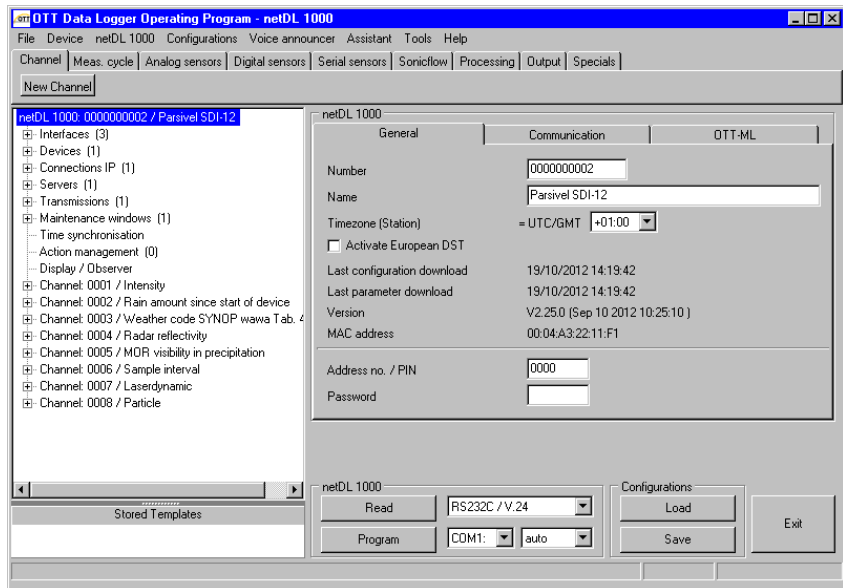 OTT Data Logger Operating Program - netDL 1000
File Device netDL 1000 Configurations Voice announcer Assistant Tools Help
Channel Meas. cycle Analog sensors Digital sensors Serial sensors Sonicflow Processing Output Specials
New Channel
netDL 1000: 0000000002 / Parsivel SDI-12
Interfaces (3)
Devices (1)
Connections IP (1)
Servers (1)
Transmissions (1)
Maintenance windows (1)
Time synchronisation
Action management (0)
Display / Observer
Channel: 0001 / Intensity
Channel: 0002 / Rain amount since start of device
Channel: 0003 / Weather code SYNOP wawa Tab. 4
Channel: 0004 / Radar reflectivity
Channel: 0005 / MOR visibility in precipitation
Channel: 0006 / Sample interval
Channel: 0007 / Laserdynamic
Channel: 0008 / Particle
Stored Templates
netDL 1000
General Communication OTT-ML
Number 0000000002
Name Parsivel SDI-12
Timezone (Station) = UTC/GMT +01:00
Activate European DST
Last configuration download 19/10/2012 14:19:42
Last parameter download 19/10/2012 14:19:42
Version V2.25.0 (Sep 10 2012 10:25:10 )
MAC address 00:04:A3:22:11:F1
Address no. / PIN 0000
Password
netDL 1000
Read RS232C / V.24
Program COM1: auto
Configurations
Load
Save
Exit